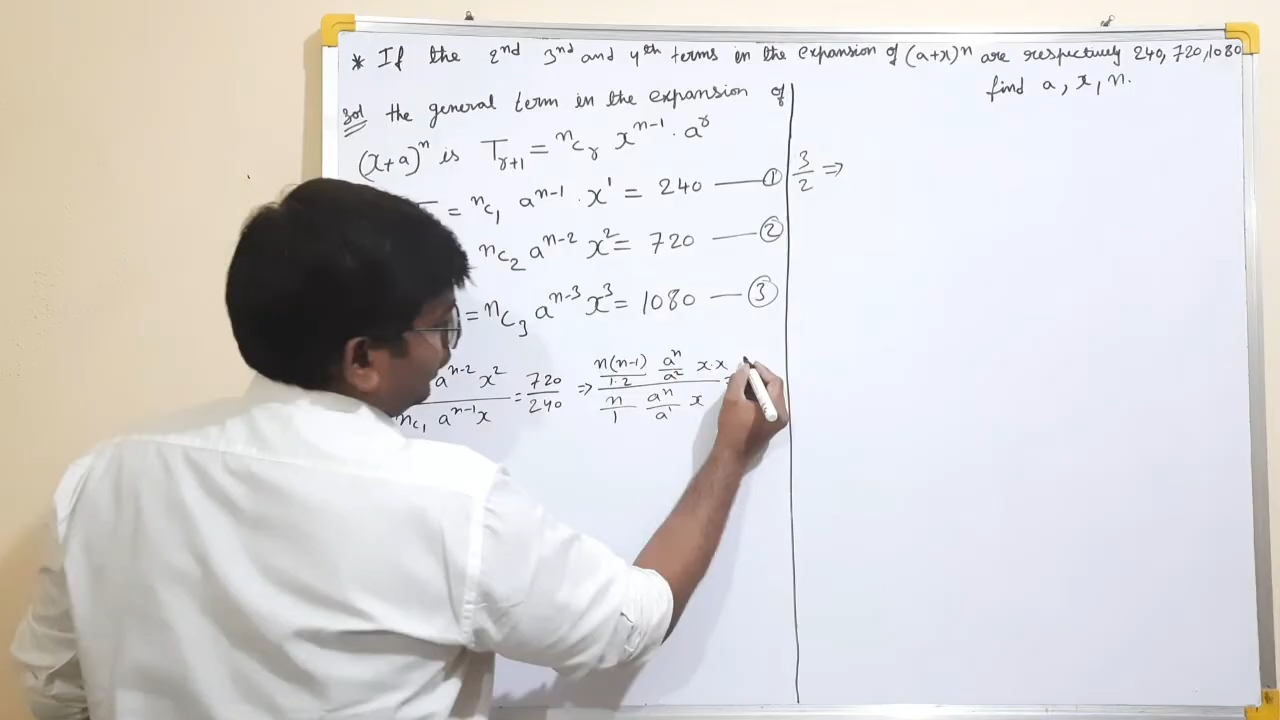 * If the 2nd 3nd and 4th terms in the expansion of (a+x)^n are respectively 240, 720, 1080
find a, x, n.
Sol the general term in the expansion of
(x+a)^n is T_{r+1} = ^nC_r x^{n-1} . a^r
= ^nC_1 a^{n-1} . x^1 = 240 —— ①
^nC_2 a^{n-2} x^2 = 720 —— ②
= ^nC_3 a^{n-3} x^3 = 1080 — ③
a^{n-2} x^2 / ^nC_1 a^{n-1} x = 720/240 ⇒ n(n-1)/1.2 a^n/a^2 x.x / n/1 a^n/a^1 x =
3/2 ⇒